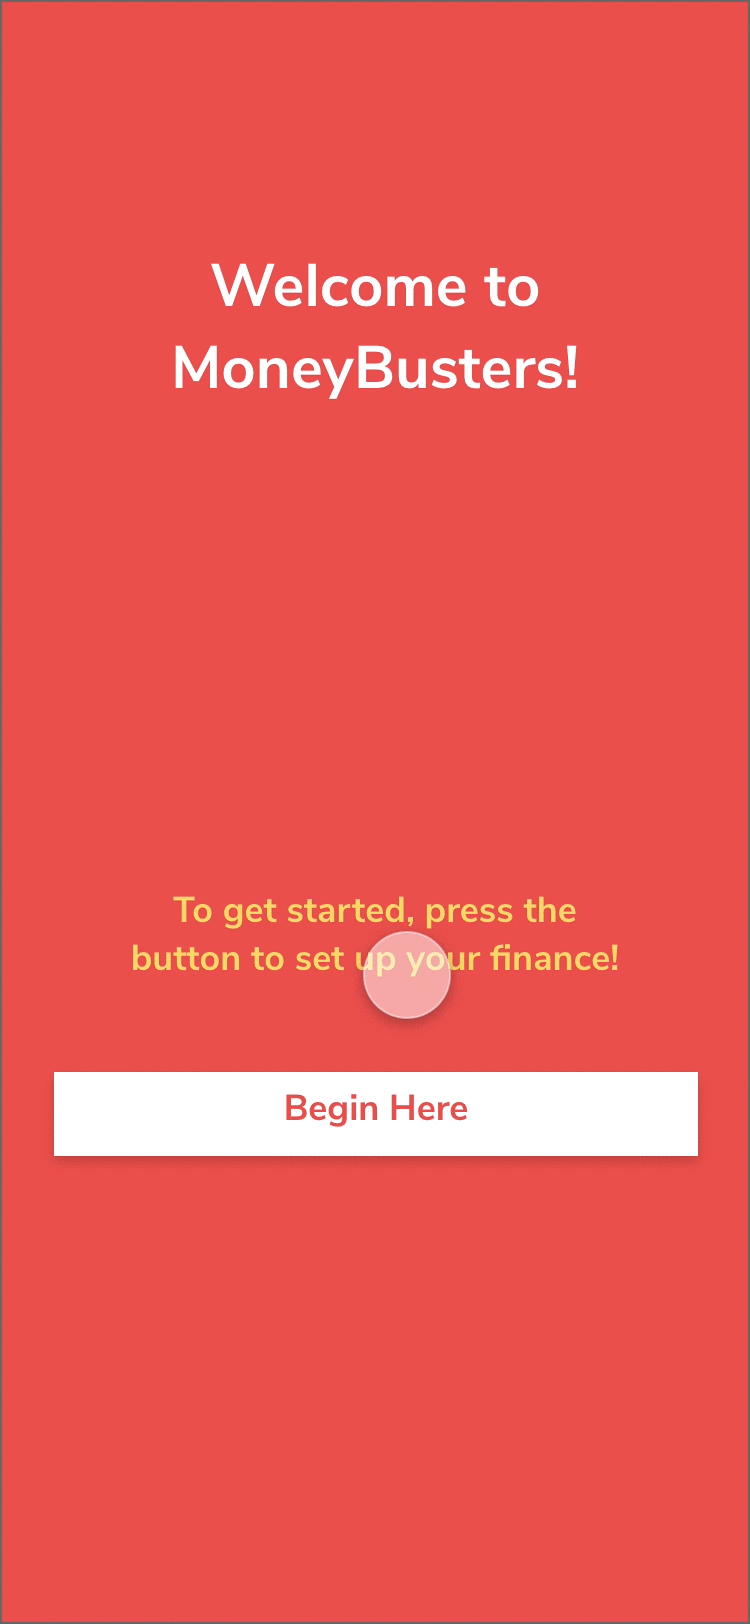 Welcome to
MoneyBusters!
To get started, press the
button to set up your finance!
Begin Here